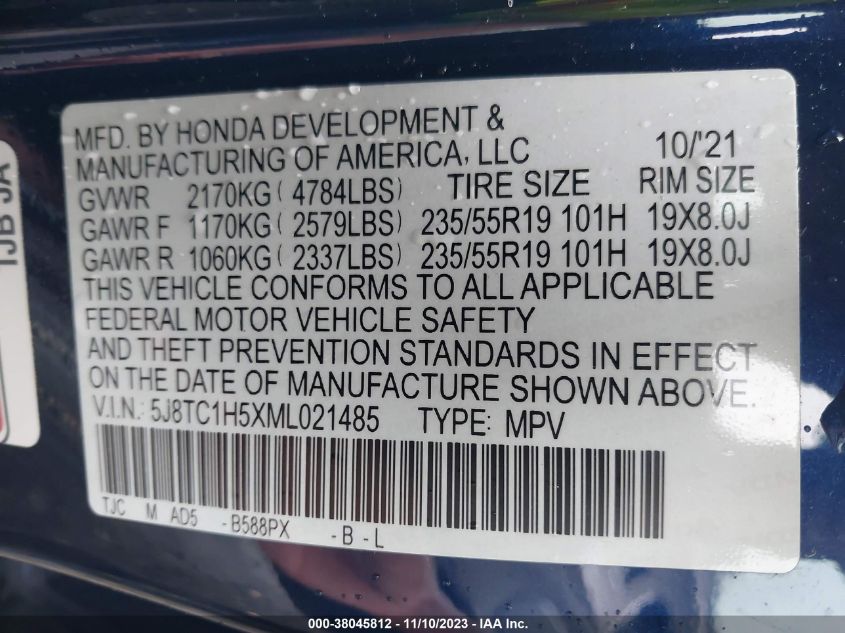 MFD. BY HONDA DEVELOPMENT &
MANUFACTURING OF AMERICA, LLC 10/'21
GVWR 2170KG ( 4784LBS) TIRE SIZE RIM SIZE
GAWR F 1170KG ( 2579LBS) 235/55R19 101H 19X8.0J
GAWR R 1060KG ( 2337LBS) 235/55R19 101H 19X8.0J
THIS VEHICLE CONFORMS TO ALL APPLICABLE
FEDERAL MOTOR VEHICLE SAFETY
AND THEFT PREVENTION STANDARDS IN EFFECT
ON THE DATE OF MANUFACTURE SHOWN ABOVE.
V.I.N.: 5J8TC1H5XML021485 TYPE: MPV
TJC M AD5 -B588PX -B-L
000-38045812 - 11/10/2023 - IAA Inc.